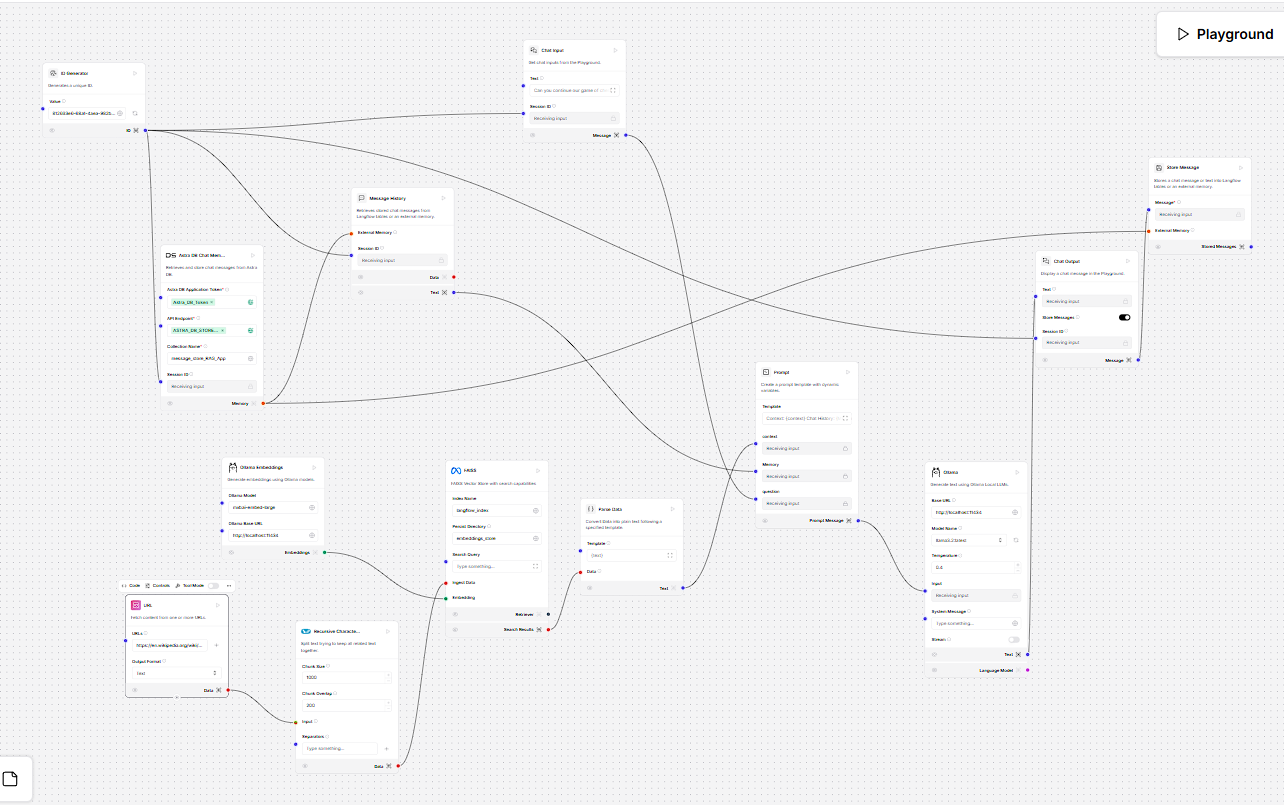 Playground
ID Generator
Generates a unique ID.
Value
ID
Chat Input
Get chat inputs from the Playground.
Text
Can you continue our game of
Session ID
Receiving input
Message
Message History
Retrieves stored chat messages from
Langflow tables or an external memory.
External Memory
Session ID
Receiving input
Data
Text
Store Message
Stores a chat message or text into Langflow
tables or an external memory.
Message*
Receiving input
External Memory
Stored Messages
Astra DB Chat Mem...
Retrieves and store chat messages from Astra
DB.
Astra DB Application Token*
Astra_DB_Token ×
API Endpoint*
ASTRA_DB_STORE... ×
Collection Name*
message_store_RAG_App
Session ID
Receiving input
Memory
Chat Output
Display a chat message in the Playground.
Text
Receiving input
Store Messages
Session ID
Receiving input
Message
Prompt
Create a prompt template with dynamic
variables.
Template
Context: {context} Chat History
context
Receiving input
Memory
Receiving input
question
Receiving input
Prompt Message
Ollama Embeddings
Generate embeddings using Ollama models.
Ollama Model
mxbai-embed-large
Ollama Base URL
http://localhost:11434
Embeddings
FAISS
FAISS Vector Store with search capabilities
Index Name
langflow_index
Persist Directory
embeddings_store
Search Query
Type something...
Ingest Data
Embedding
Retriever
Search Results
Parse Data
Convert Data into plain text following a
specified template.
Template
{text}
Data
Text
Ollama
Generate text using Ollama Local LLMs.
Base URL
http://localhost:11434
Model Name
llama3.2:latest
Temperature
0.4
Input
Receiving input
System Message
Type something...
Stream
Text
Language Model
Code
Controls
Tool Mode
URL
Fetch content from one or more URLs.
URLs
https://en.wikipedia.org/wiki/...
Output Format
Text
Data
Recursive Characte...
Split text trying to keep all related text
together.
Chunk Size
1000
Chunk Overlap
200
Input
Separators
Type something...
Data